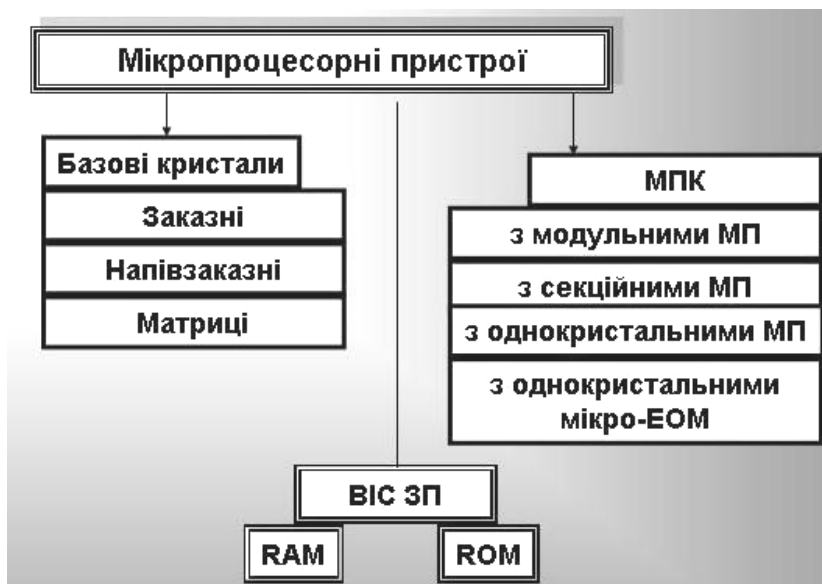 Мікропроцесорні пристрої
Базові кристали
Заказні
Напівзаказні
Матриці
МПК
з модульними МП
з секційними МП
з однокристальними МП
з однокристальними
мікро-ЕОМ
ВІС ЗП
RAM
ROM